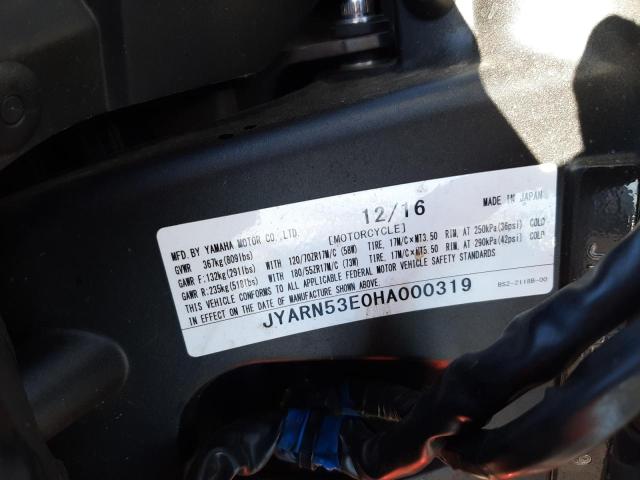 12/16 MADE IN JAPAN
MFD. BY YAMAHA MOTOR CO.,LTD. [MOTORCYCLE]
GVWR 367kg(809lbs)
GAWR F:132kg(291lbs) WITH 120/70ZR17M/C (58W) TIRE, 17M/C×MT3.50 RIM, AT 250kPa(36psi) COLD
GAWR R:235kg(518lbs) WITH 180/55ZR17M/C (73W) TIRE, 17M/C×MT5.50 RIM, AT 290kPa(42psi) COLD
THIS VEHICLE CONFORMS TO ALL APPLICABLE FEDERAL MOTOR VEHICLE SAFETY STANDARDS
IN EFFECT ON THE DATE OF MANUFACTURE SHOWN ABOVE.
BS2-2118B-00
JYARN53E0HA000319